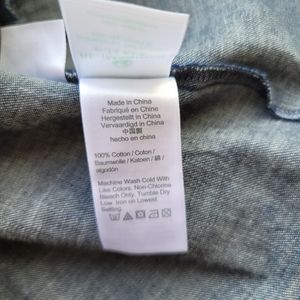 Made in China
Fabriqué en Chine
Hergestellt in China
Vervaardigd in China
中国製
hecho en china
100% Cotton / Coton /
Baumwolle / Katoen / 綿 /
algodón
Machine Wash Cold With
Like Colors. Non-Chlorine
Bleach Only. Tumble Dry
Low. Iron on Lowest
Setting.